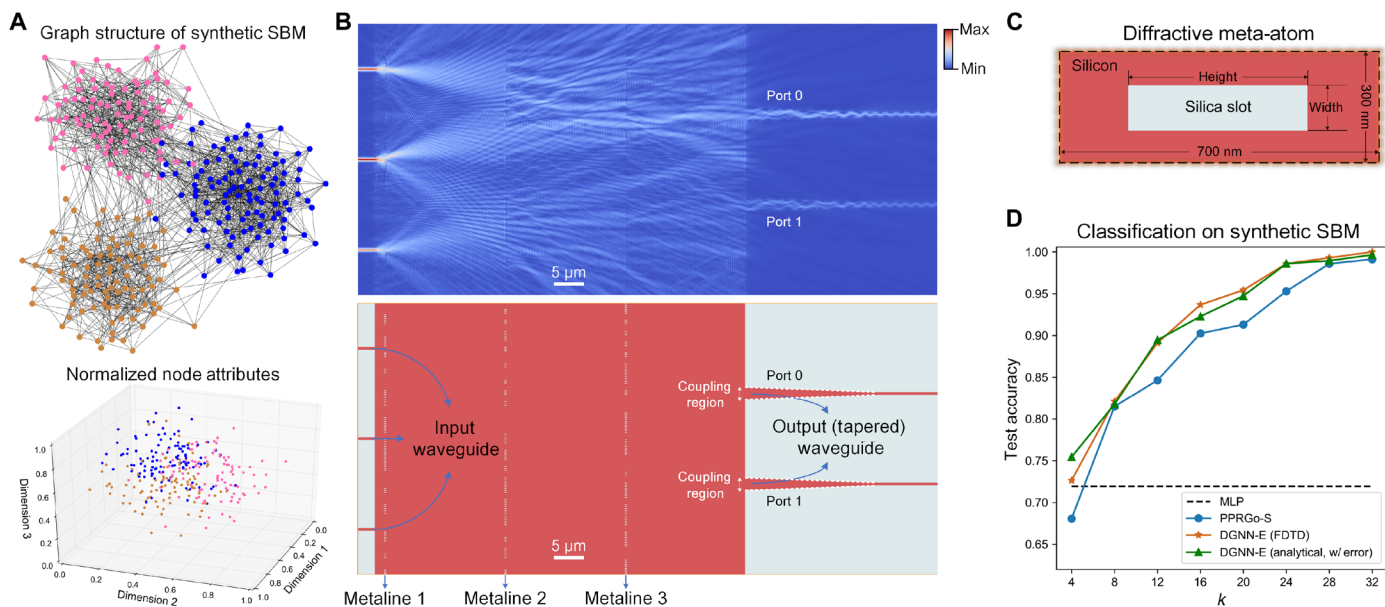 A
Graph structure of synthetic SBM
Normalized node attributes
1.0
0.8
0.6
0.4
0.2
0.0
Dimension 3
0.0
0.2
0.4
0.6
0.8
1.0
Dimension 2
0.0
0.2
0.4
0.6
0.8
1.0
Dimension 1
B
Max
Min
Port 0
Port 1
5 μm
Input
waveguide
Coupling
region
Port 0
Output (tapered)
waveguide
Coupling
region
Port 1
5 μm
Metaline 1
Metaline 2
Metaline 3
C
Diffractive meta-atom
Silicon
Height
Silica slot
Width
300 nm
700 nm
D
Classification on synthetic SBM
Test accuracy
1.00
0.95
0.90
0.85
0.80
0.75
0.70
0.65
MLP
PPRGo-S
DGNN-E (FDTD)
DGNN-E (analytical, w/ error)
4
8
12
16
20
24
28
32
k